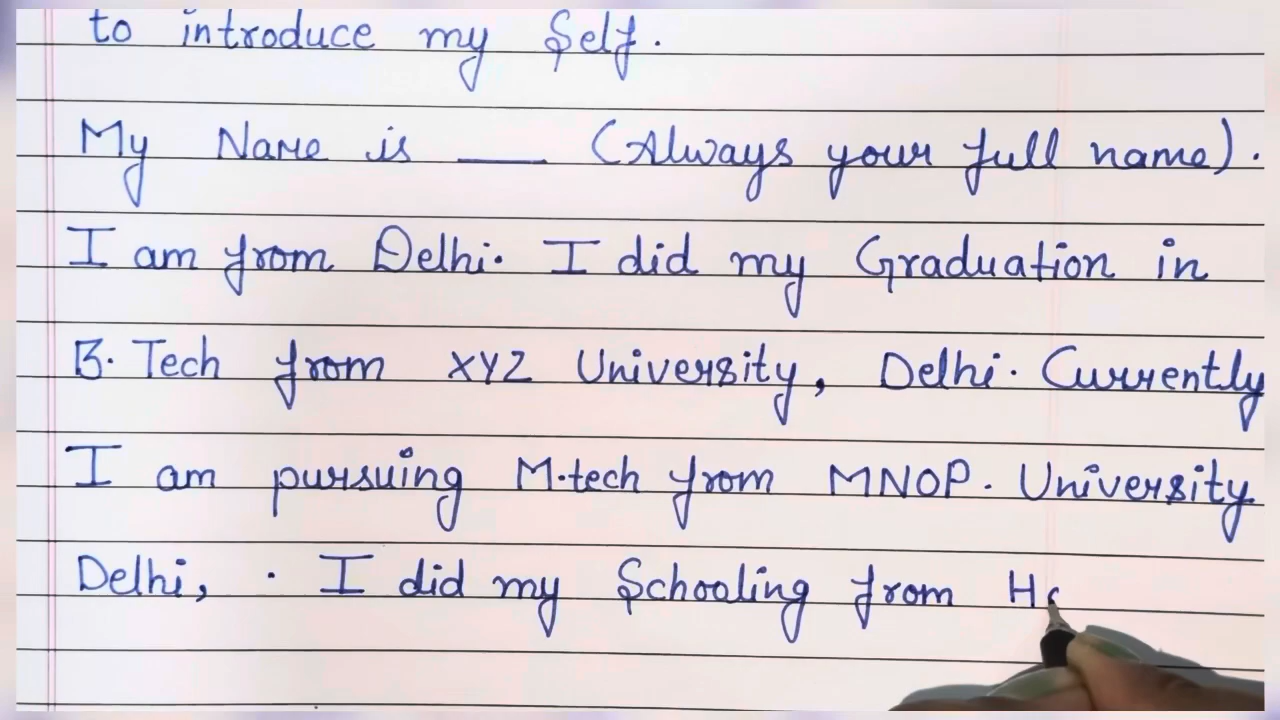 to introduce my Self.
My Name is ___ (Always your full name).
I am from Delhi. I did my Graduation in
B. Tech from XYZ University, Delhi. Currently
I am pursuing M.tech from MNOP. University
Delhi, . I did my Schooling from H